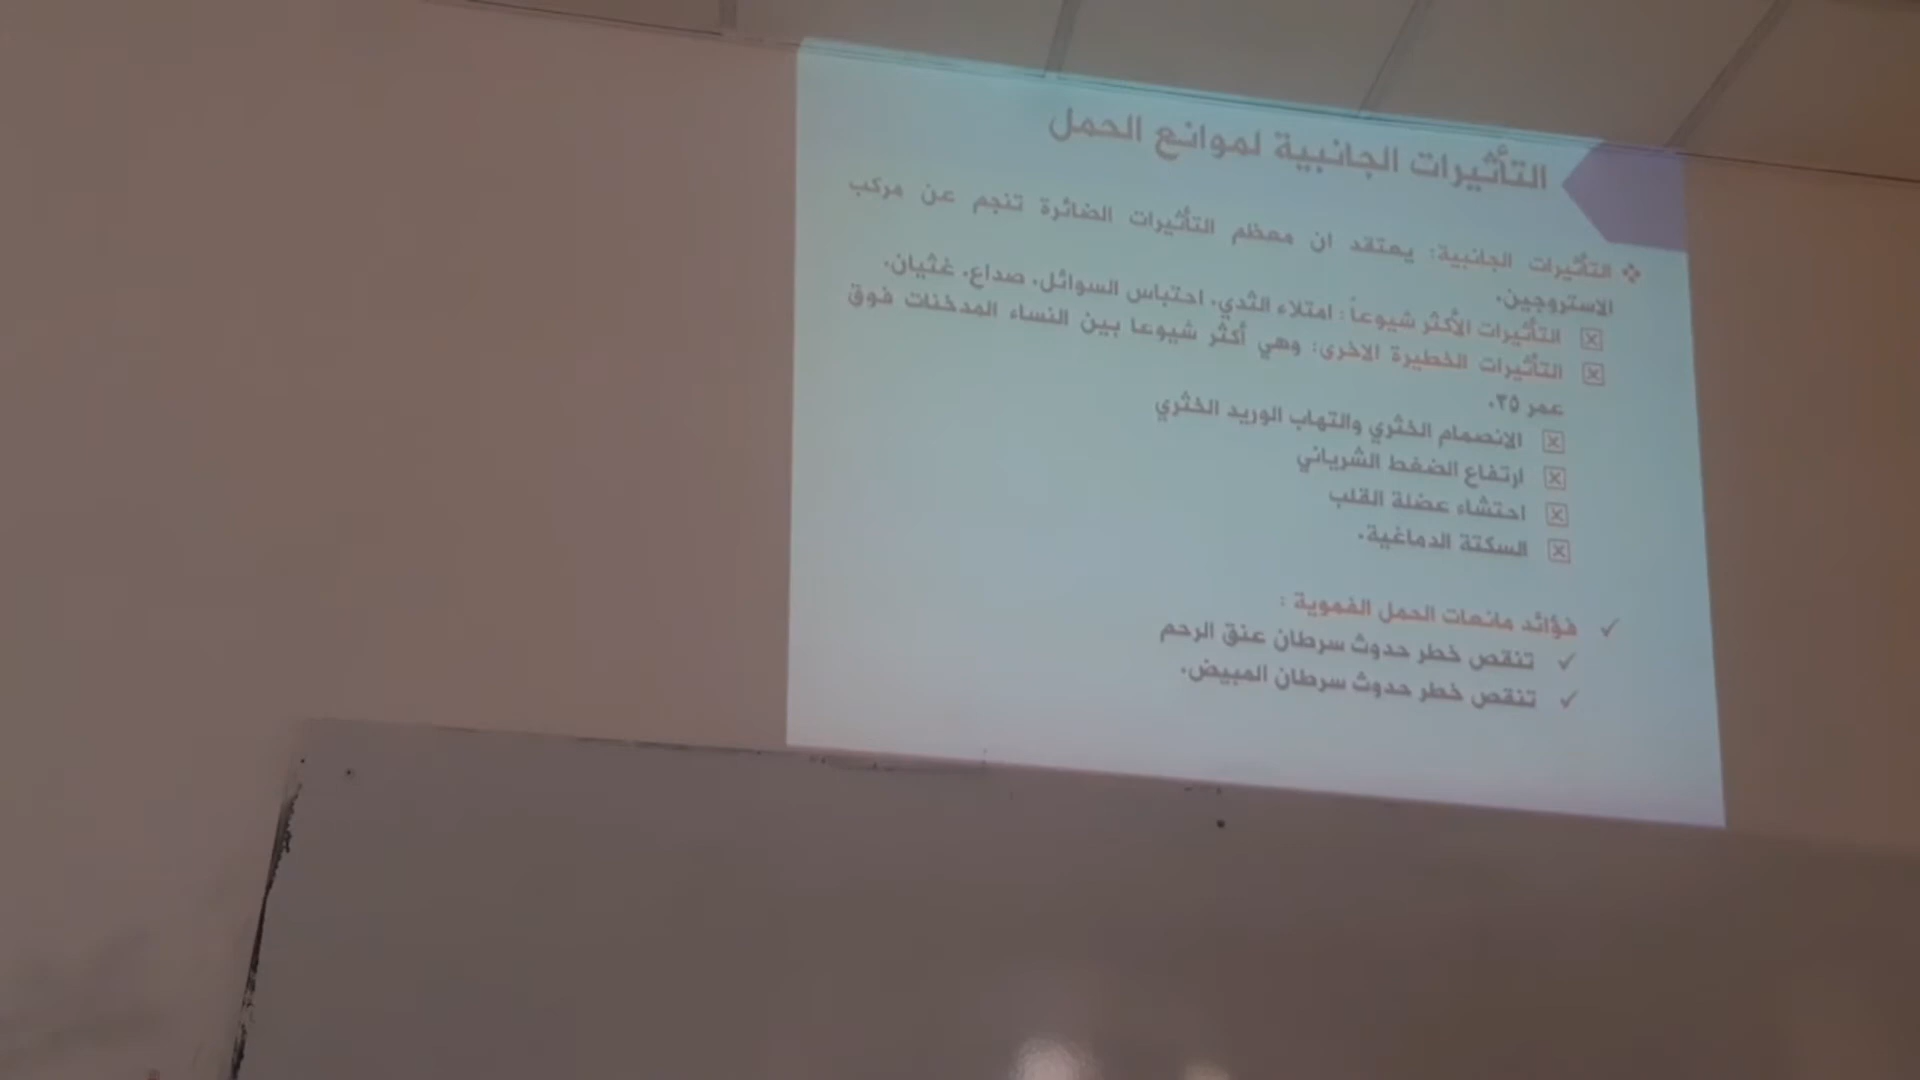 التأثيرات الجانبية لموانع الحمل
التأثيرات الجانبية: يعتقد ان معظم التأثيرات الضائرة تنجم عن مركب
الاستروجين.
التأثيرات الأكثر شيوعاً: امتلاء الثدي، احتباس السوائل، صداع، غثيان.
التأثيرات الخطيرة الاخرى: وهي أكثر شيوعا بين النساء المدخنات فوق
عمر ٣٥.
الانصمام الخثري والتهاب الوريد الخثري
ارتفاع الضغط الشرياني
احتشاء عضلة القلب
السكتة الدماغية.
فؤائد مانعات الحمل الفموية :
تنقص خطر حدوث سرطان عنق الرحم
تنقص خطر حدوث سرطان المبيض.